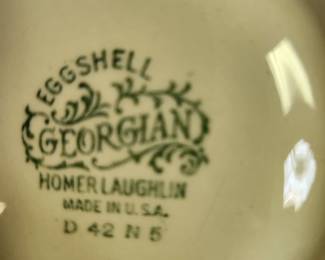 EGGSHELL
GEORGIAN
HOMER LAUGHLIN
MADE IN U.S.A.
D 42 N 5